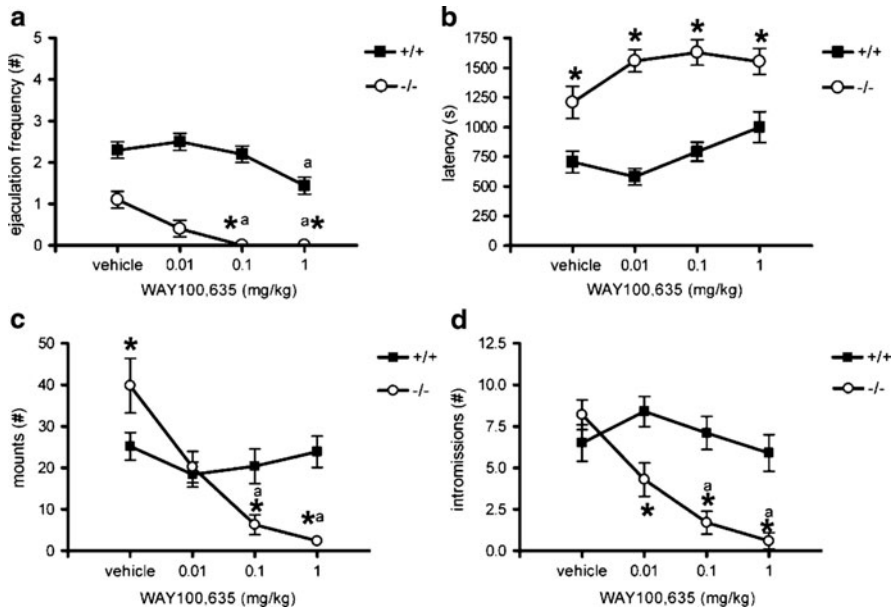 a
ejaculation frequency (#)
5
4
3
2
1
0
a
*a
a*
+/+
-/-
vehicle 0.01 0.1 1
WAY100,635 (mg/kg)
b
latency (s)
1750
1500
1250
1000
750
500
250
0
* * * *
+/+
-/-
vehicle 0.01 0.1 1
WAY100,635 (mg/kg)
c
mounts (#)
50
40
30
20
10
0
*
a
*
*a
+/+
-/-
vehicle 0.01 0.1 1
WAY100,635 (mg/kg)
d
intromissions (#)
12.5
10.0
7.5
5.0
2.5
0.0
*
a
*
a
*
+/+
-/-
vehicle 0.01 0.1 1
WAY100,635 (mg/kg)